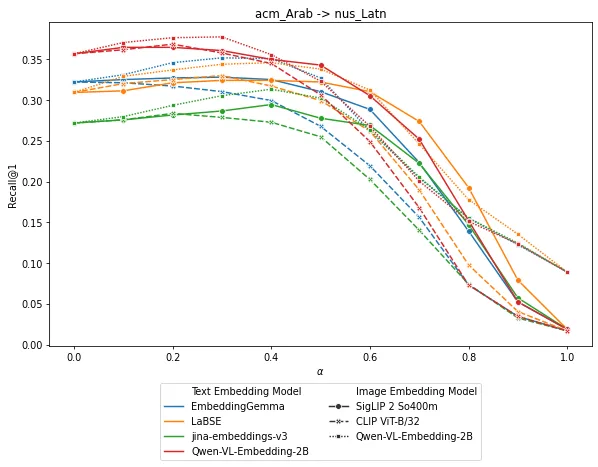 acm_Arab -> nus_Latn
Recall@1
0.35
0.30
0.25
0.20
0.15
0.10
0.05
0.00
0.0 0.2 0.4 0.6 0.8 1.0
α
Text Embedding Model Image Embedding Model
EmbeddingGemma SigLIP 2 So400m
LaBSE CLIP ViT-B/32
jina-embeddings-v3 Qwen-VL-Embedding-2B
Qwen-VL-Embedding-2B